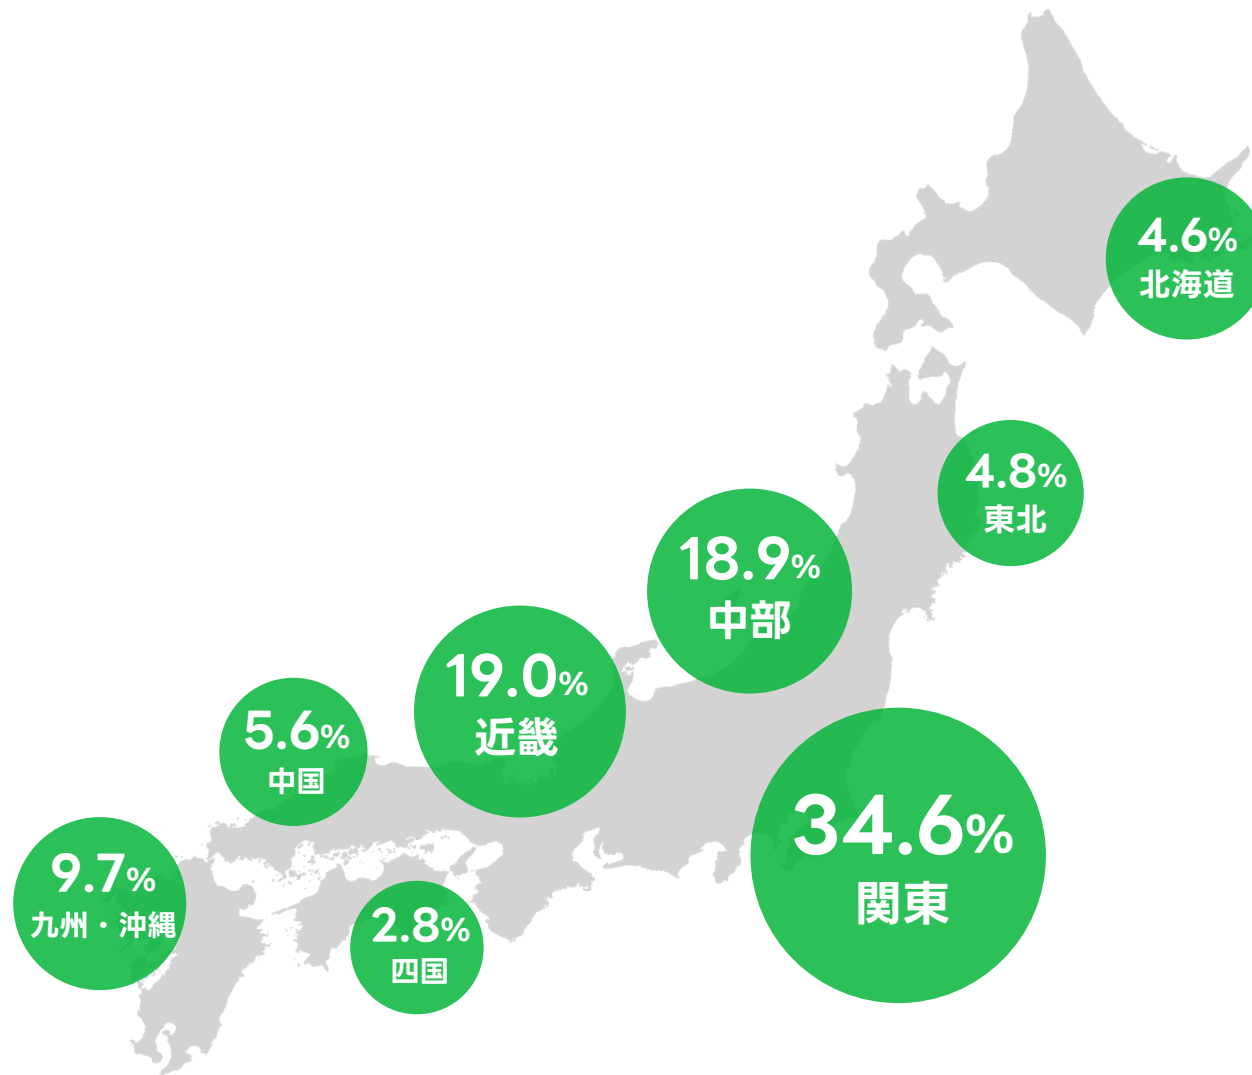 4.6%
北海道
4.8%
東北
18.9%
中部
19.0%
近畿
5.6%
中国
34.6%
関東
9.7%
九州・沖縄
2.8%
四国